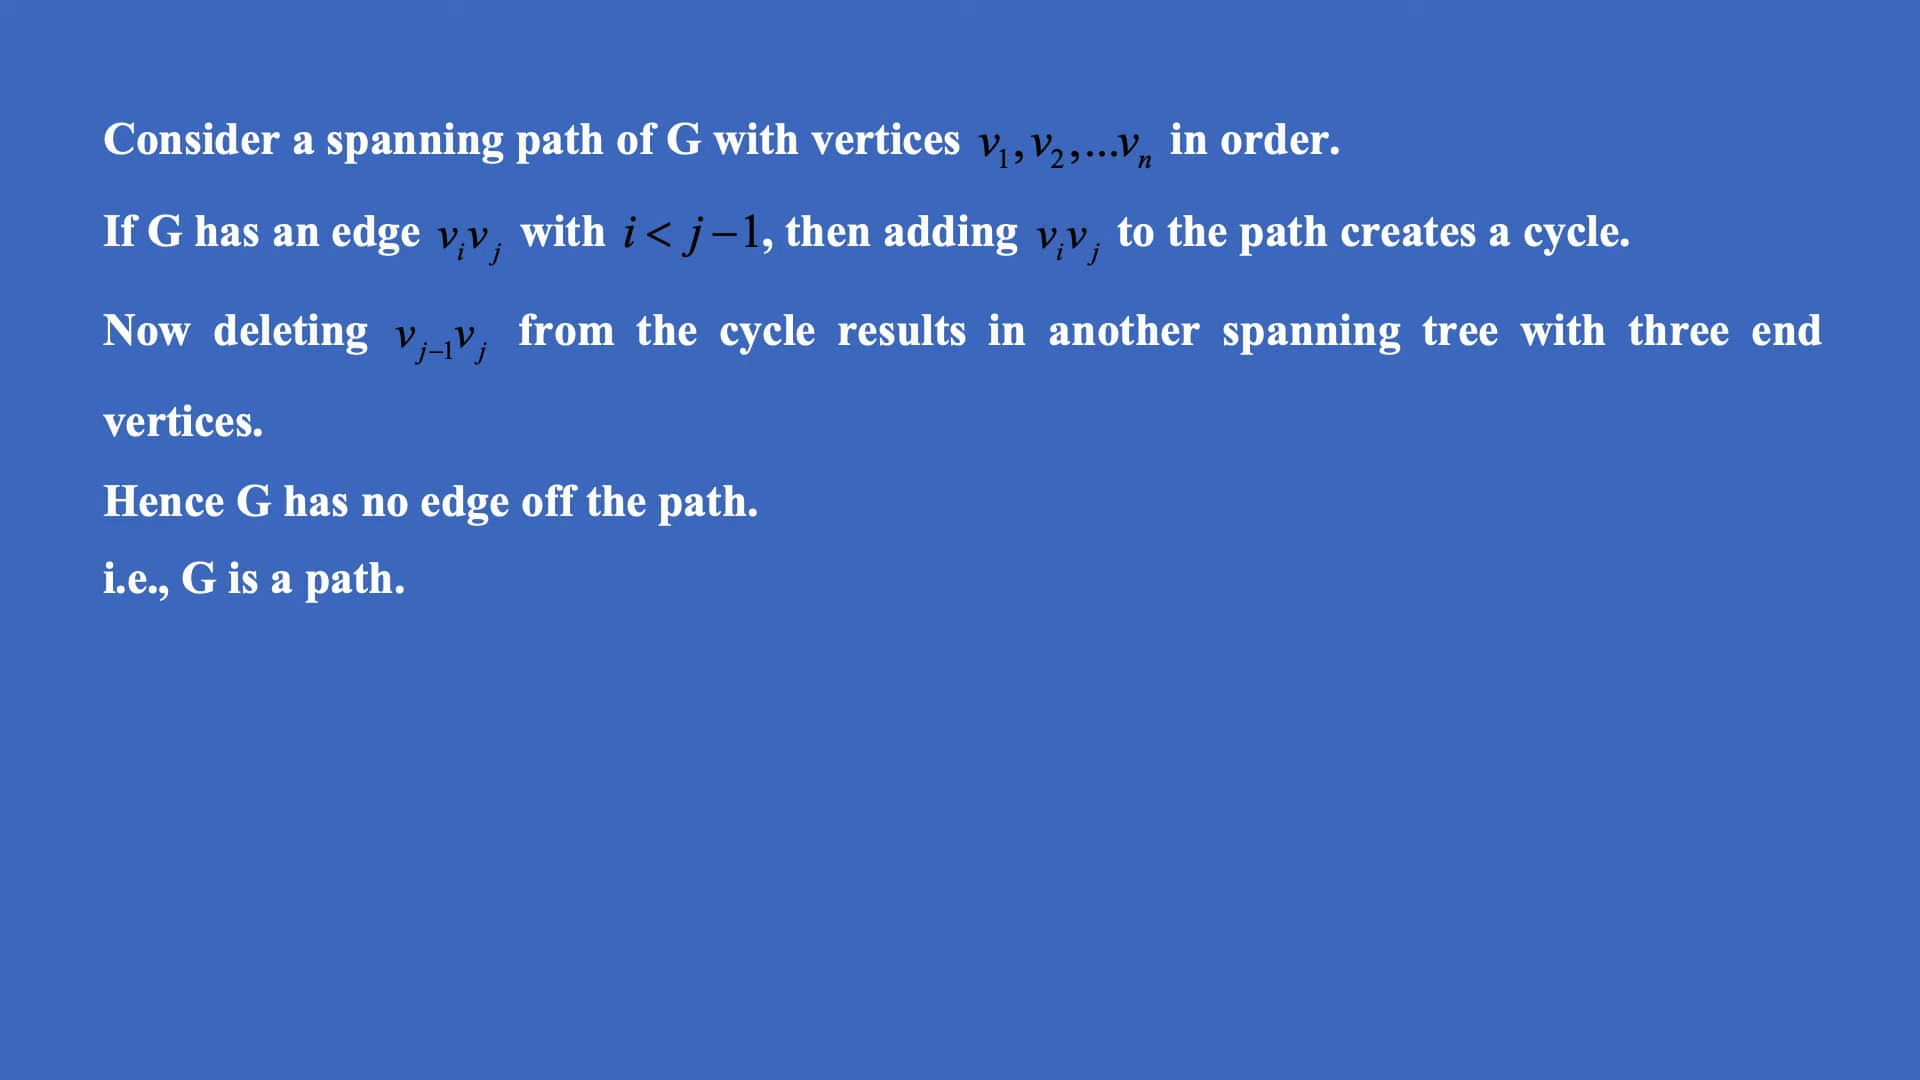 Consider a spanning path of G with vertices v₁,v₂,...vₙ in order.
If G has an edge vᵢvⱼ with i < j−1, then adding vᵢvⱼ to the path creates a cycle.
Now deleting vⱼ₋₁vⱼ from the cycle results in another spanning tree with three end
vertices.
Hence G has no edge off the path.
i.e., G is a path.